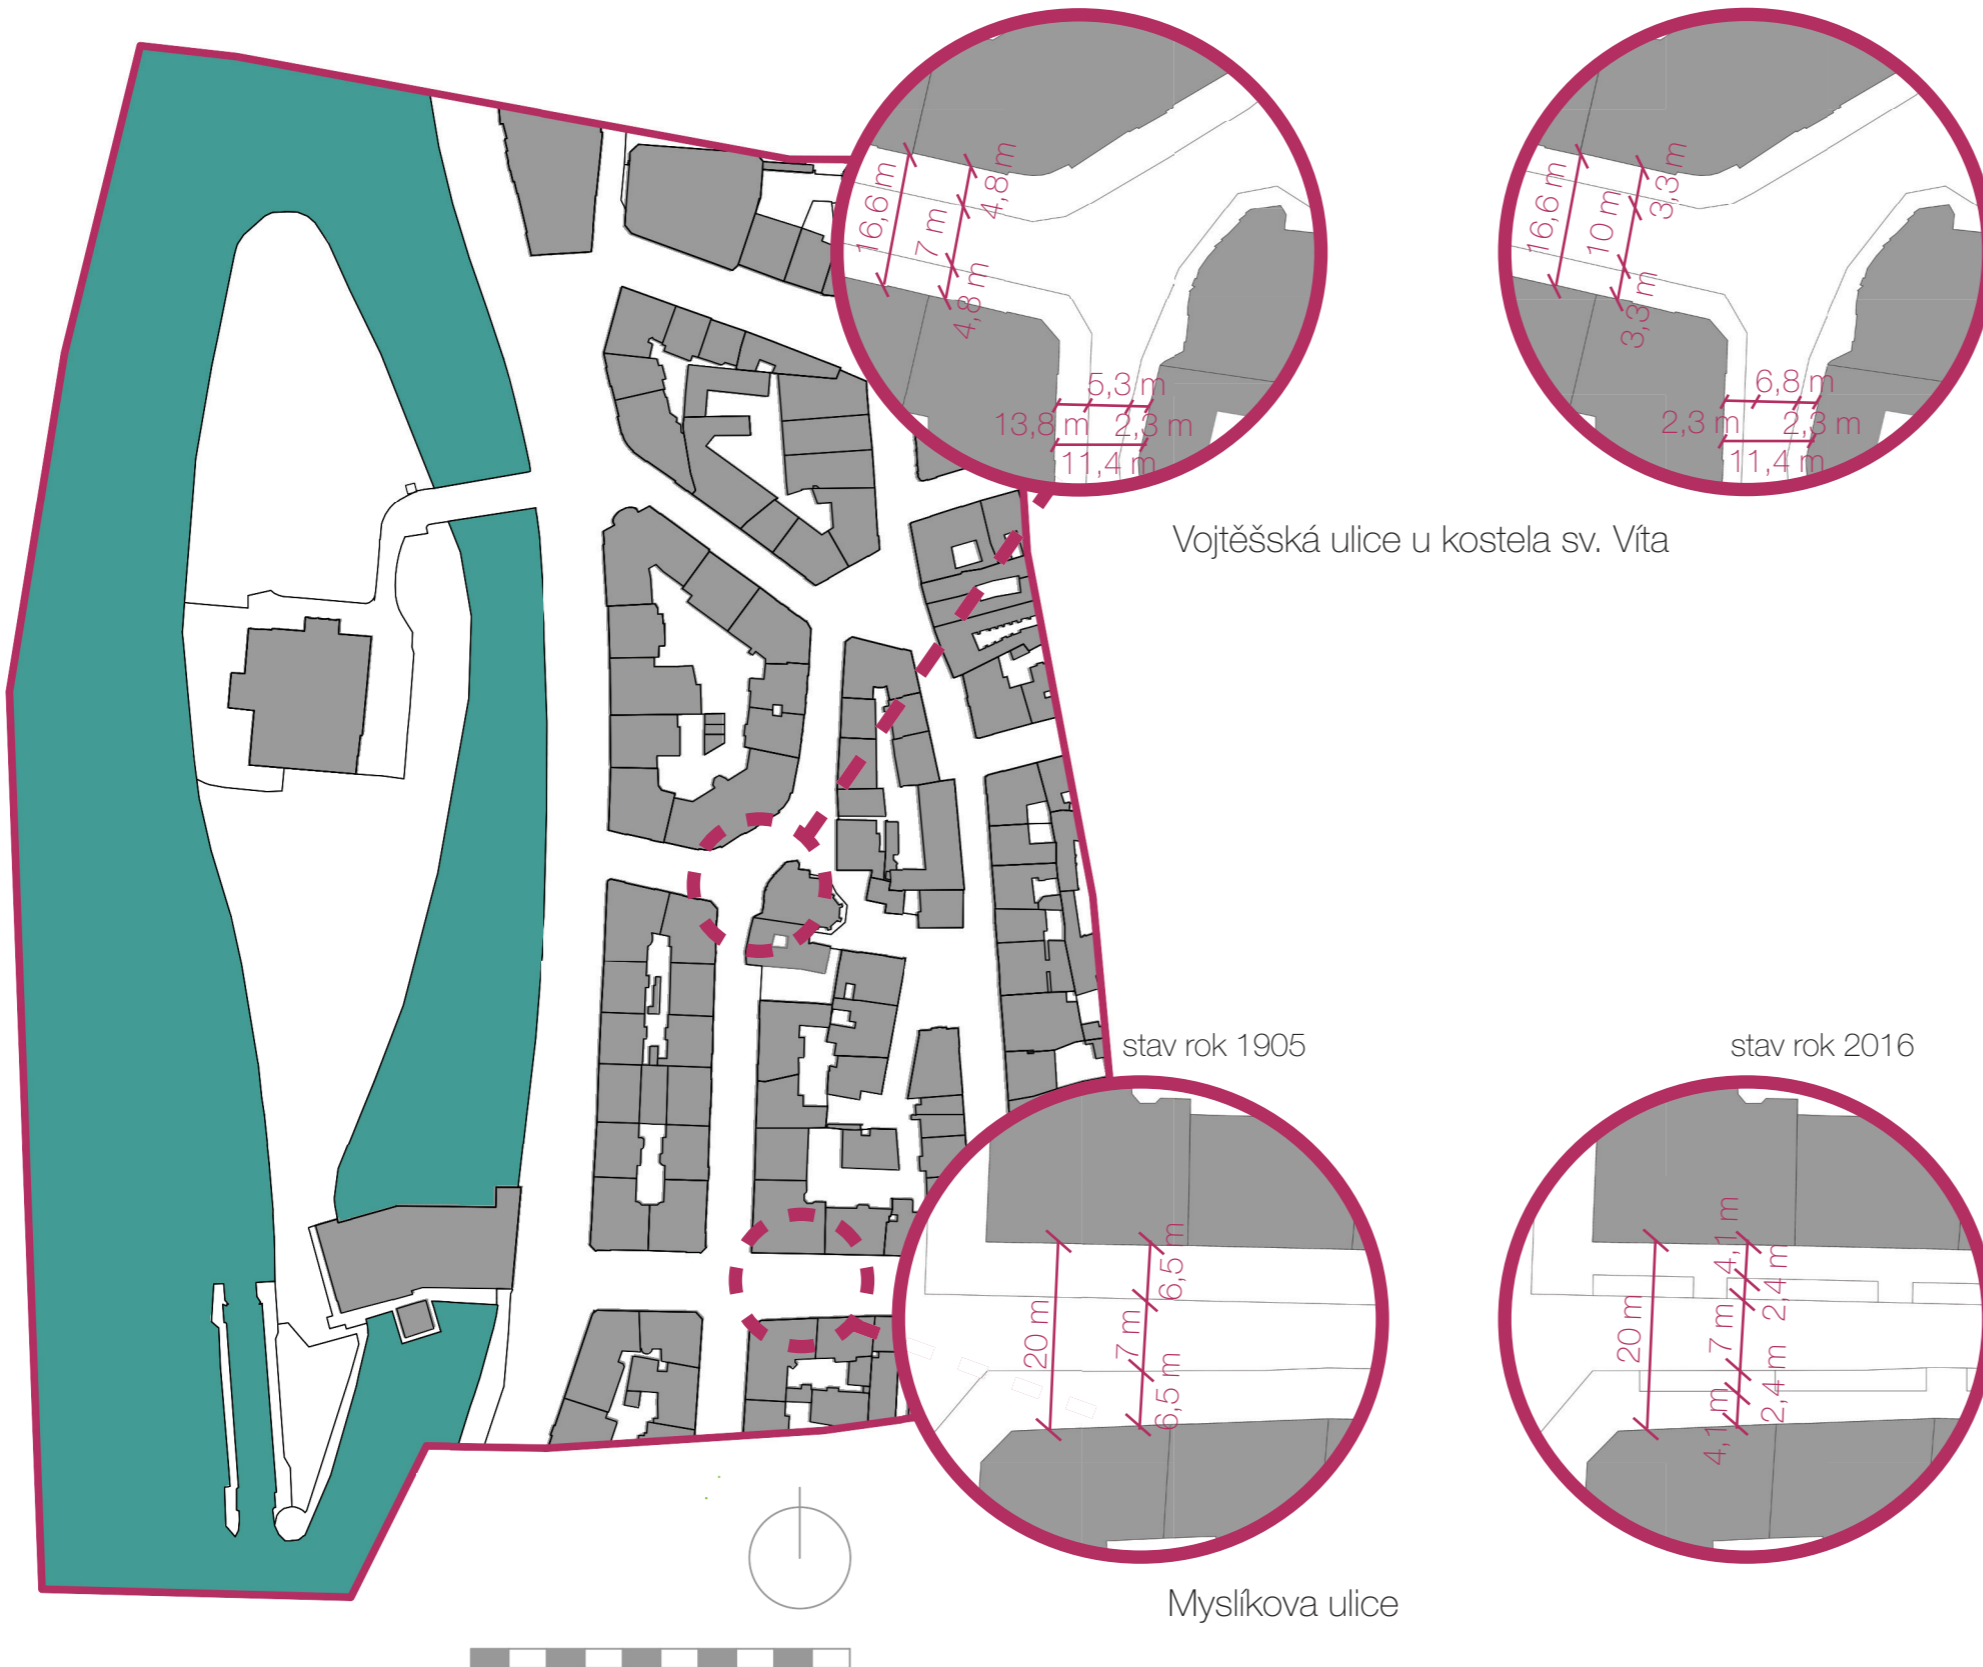 16,6 m
7 m
4,8 m
4,8 m
5,3 m
13,8 m
2,3 m
11,4 m
16,6 m
10 m
3,3 m
3,3 m
6,8 m
2,3 m
2,3 m
11,4 m
Vojtěšská ulice u kostela sv. Víta
stav rok 1905
stav rok 2016
20 m
7 m
6,5 m
6,5 m
20 m
4,1 m
2,4 m
7 m
2,4 m
4,1 m
Myslíkova ulice